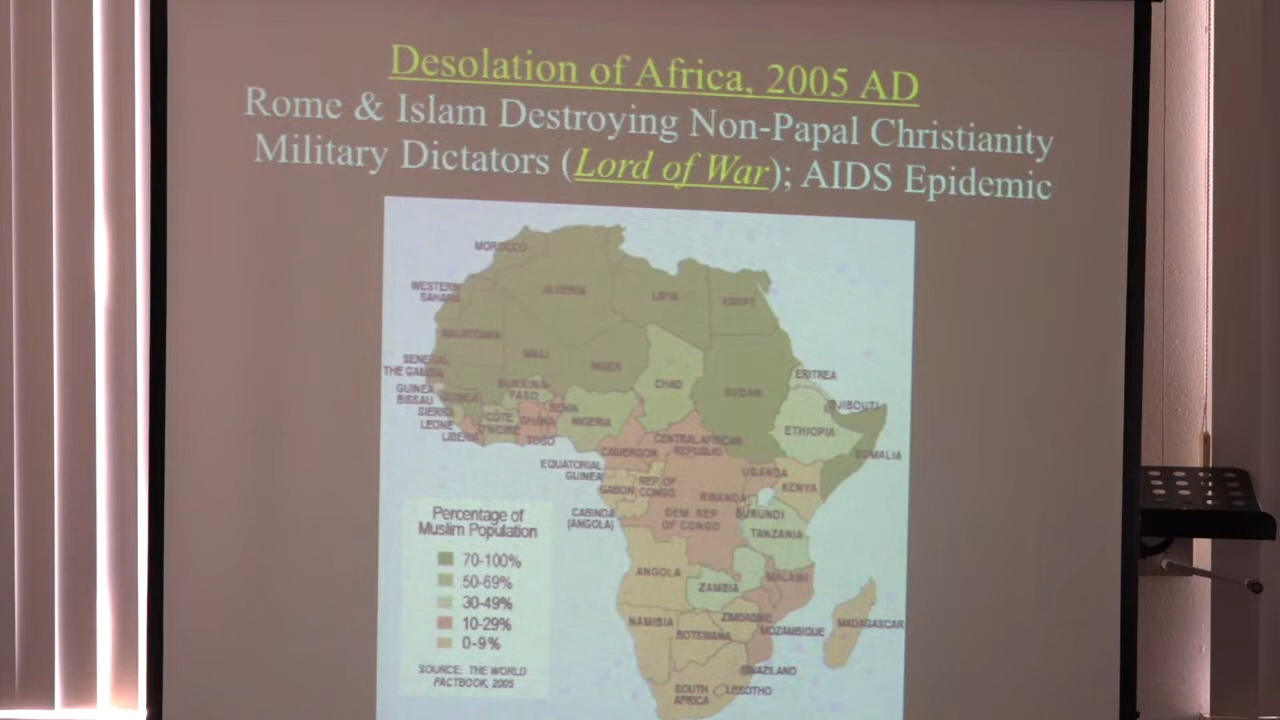 Desolation of Africa, 2005 AD
Rome & Islam Destroying Non-Papal Christianity
Military Dictators (Lord of War); AIDS Epidemic
MOROCCO
WESTERN
SAHARA
ALGERIA
LIBYA
EGYPT
MAURITANIA
MALI
NIGER
CHAD
SUDAN
ERITREA
SENEGAL
THE GAMBIA
GUINEA
BISSAU
GUINEA
BURKINA
FASO
BENIN
NIGERIA
DJIBOUTI
SIERRA
LEONE
LIBERIA
COTE
D'IVOIRE
GHANA
TOGO
ETHIOPIA
SOMALIA
CAMEROON
CENTRAL AFRICAN
REPUBLIC
EQUATORIAL
GUINEA
GABON
REP. OF
CONGO
UGANDA
KENYA
RWANDA
BURUNDI
CABINDA
(ANGOLA)
DEM. REP
OF CONGO
TANZANIA
ANGOLA
ZAMBIA
MALAWI
NAMIBIA
ZIMBABWE
BOTSWANA
MOZAMBIQUE
MADAGASCAR
SWAZILAND
SOUTH
AFRICA
LESOTHO
Percentage of
Muslim Population
70-100%
50-69%
30-49%
10-29%
0-9%
SOURCE: THE WORLD
FACTBOOK, 2005